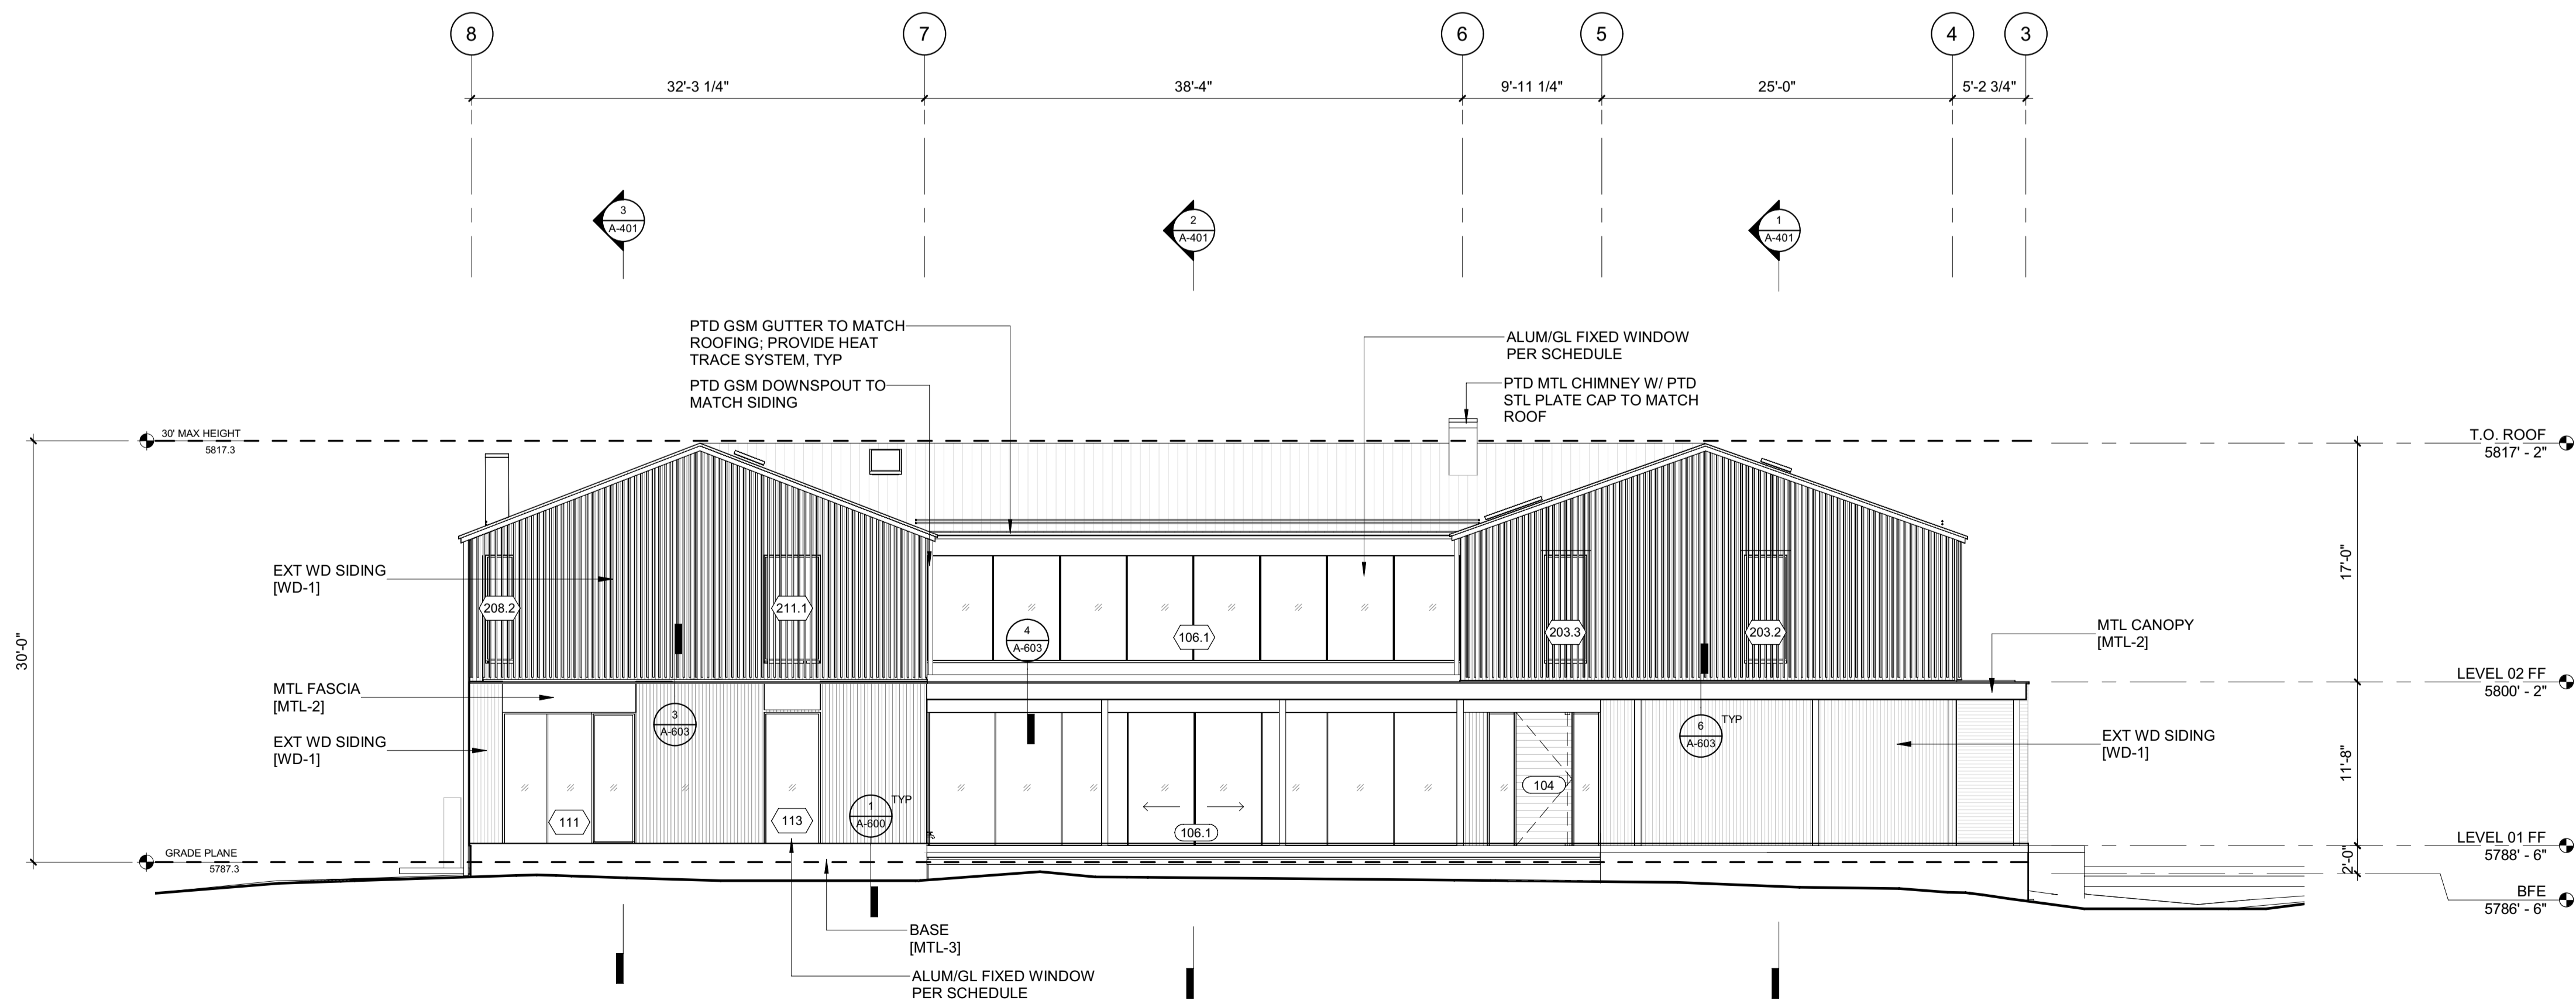 8
7
6
5
4
3
32'-3 1/4"
38'-4"
9'-11 1/4"
25'-0"
5'-2 3/4"
3
A-401
2
A-401
1
A-401
PTD GSM GUTTER TO MATCH
ROOFING; PROVIDE HEAT
TRACE SYSTEM, TYP
PTD GSM DOWNSPOUT TO
MATCH SIDING
ALUM/GL FIXED WINDOW
PER SCHEDULE
PTD MTL CHIMNEY W/ PTD
STL PLATE CAP TO MATCH
ROOF
30' MAX HEIGHT
5817.3
T.O. ROOF
5817' - 2"
EXT WD SIDING
[WD-1]
208.2
211.1
4
A-603
106.1
203.3
203.2
17'-0"
30'-0"
MTL CANOPY
[MTL-2]
MTL FASCIA
[MTL-2]
LEVEL 02 FF
5800' - 2"
3
A-603
6
A-603
TYP
EXT WD SIDING
[WD-1]
EXT WD SIDING
[WD-1]
11'-8"
104
111
113
1
A-600
TYP
106.1
GRADE PLANE
5787.3
LEVEL 01 FF
5788' - 6"
2'-0"
BFE
5786' - 6"
BASE
[MTL-3]
ALUM/GL FIXED WINDOW
PER SCHEDULE